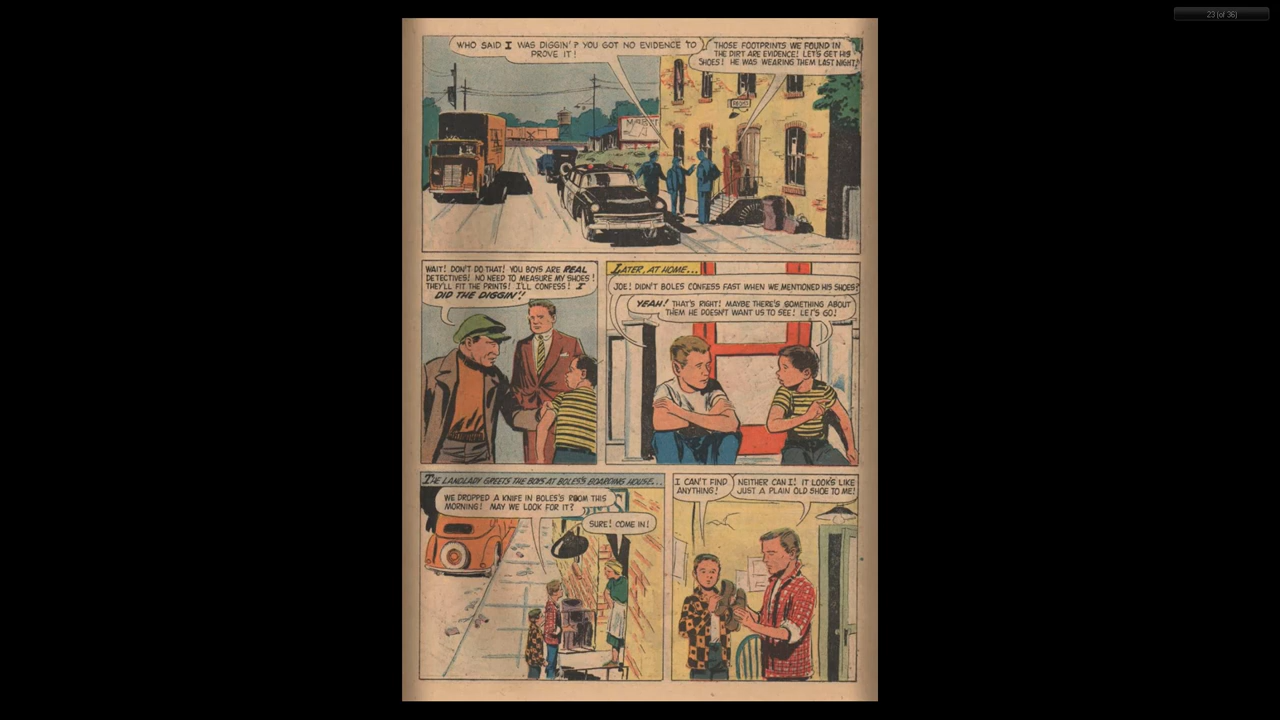 23 (of 36)
WHO SAID I WAS DIGGIN'? YOU GOT NO EVIDENCE TO
PROVE IT!
THOSE FOOTPRINTS WE FOUND IN
THE DIRT ARE EVIDENCE! LET'S GET HIS
SHOES! HE WAS WEARING THEM LAST NIGHT!
WAIT! DON'T DO THAT! YOU BOYS ARE REAL
DETECTIVES! NO NEED TO MEASURE MY SHOES!
THEY'LL FIT THE PRINTS! I'LL CONFESS! I
DID THE DIGGIN'!
LATER, AT HOME...
JOE! DIDN'T BOLES CONFESS FAST WHEN WE MENTIONED HIS SHOES?
YEAH! THAT'S RIGHT! MAYBE THERE'S SOMETHING ABOUT
THEM HE DOESN'T WANT US TO SEE! LET'S GO!
THE LANDLADY GREETS THE BOYS AT BOLES'S BOARDING HOUSE...
WE DROPPED A KNIFE IN BOLES'S ROOM THIS
MORNING! MAY WE LOOK FOR IT?
SURE! COME IN!
I CAN'T FIND
ANYTHING!
NEITHER CAN I! IT LOOKS LIKE
JUST A PLAIN OLD SHOE TO ME!